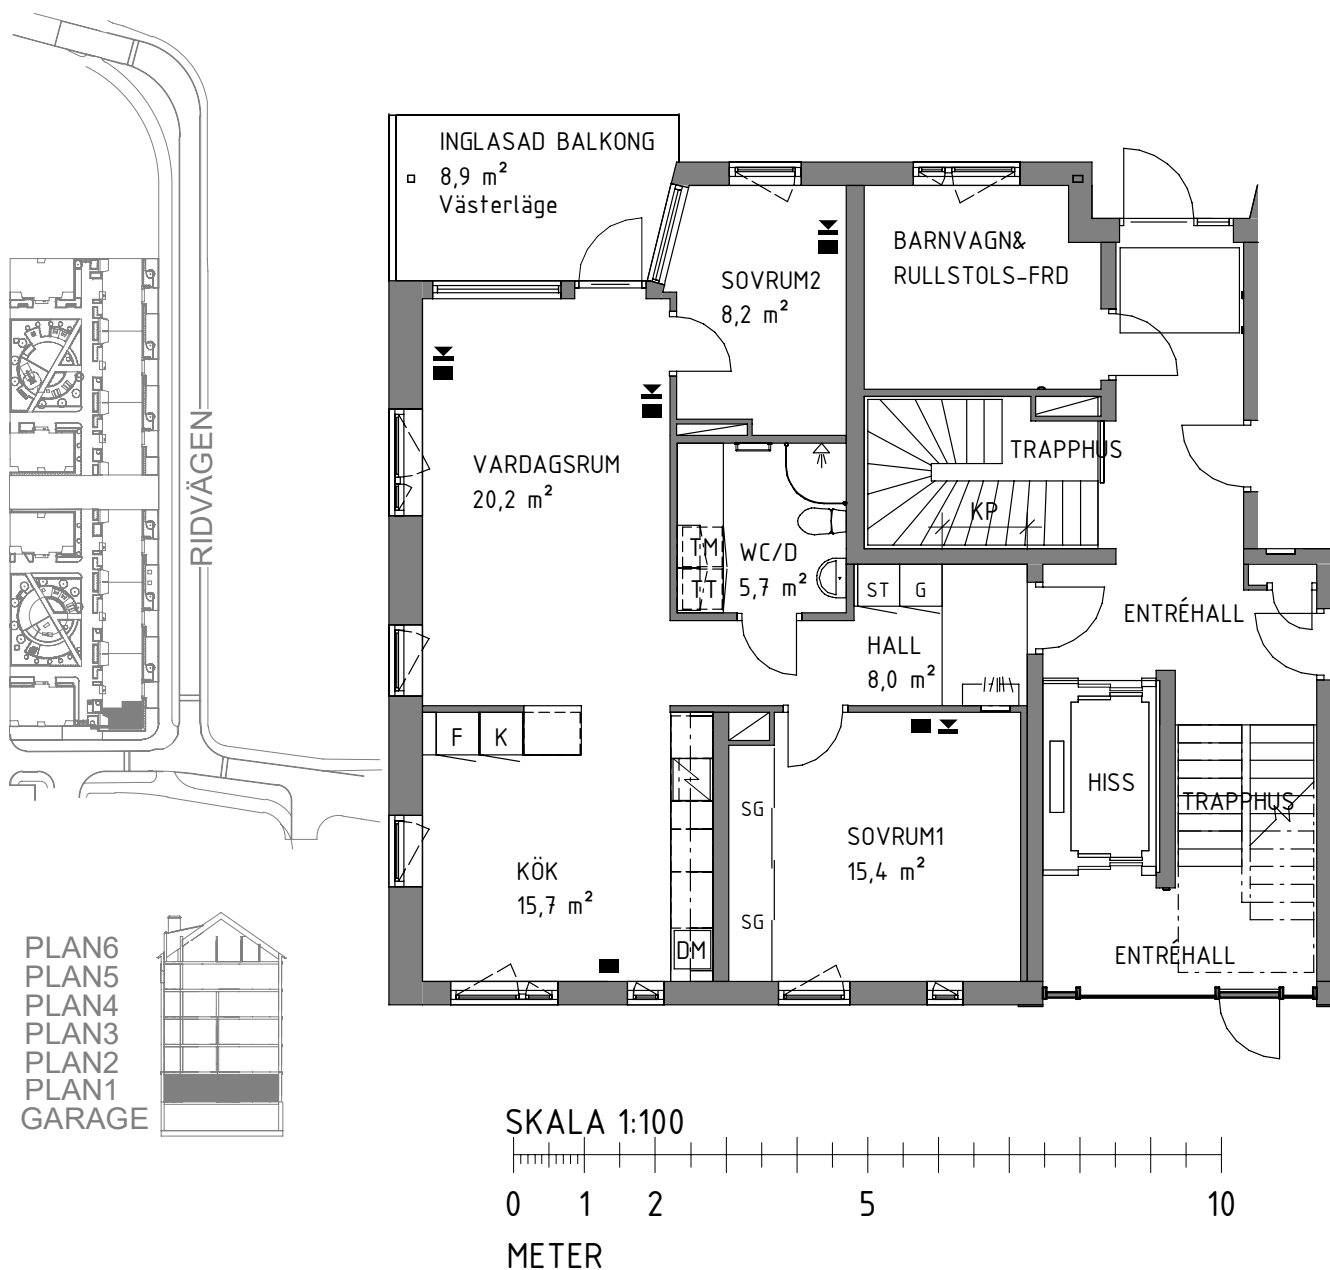 INGLASAD BALKONG
8,9 m²
Västerläge
BARNVAGN&
RULLSTOLS-FRD
SOVRUM2
8,2 m²
RIDVÄGEN
VARDAGSRUM
20,2 m²
TRAPPHUS
KP
TM
TT
WC/D
5,7 m²
ST
G
ENTRÉHALL
HALL
8,0 m²
F
K
SG
SG
HISS
TRAPPHUS
SOVRUM1
15,4 m²
KÖK
15,7 m²
DM
ENTRÉHALL
PLAN6
PLAN5
PLAN4
PLAN3
PLAN2
PLAN1
GARAGE
SKALA 1:100
0 1 2 5 10
METER